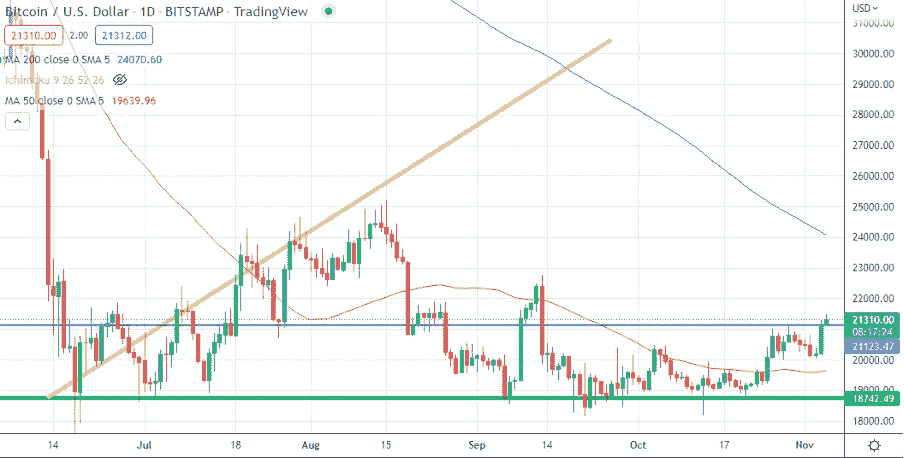 Bitcoin / U.S. Dollar · 1D · BITSTAMP · TradingView
USD
21310.00 2.00 21312.00
MA 200 close 0 SMA 5 24070.60
Ichimoku 9 26 52 26
MA 50 close 0 SMA 5 19639.96
31000.00
30000.00
29000.00
28000.00
27000.00
26000.00
25000.00
24000.00
23000.00
22000.00
21310.00
08:17:24
21123.47
20000.00
19000.00
18742.49
18000.00
14 Jul 18 Aug 15 Sep 14 Oct 17 Nov